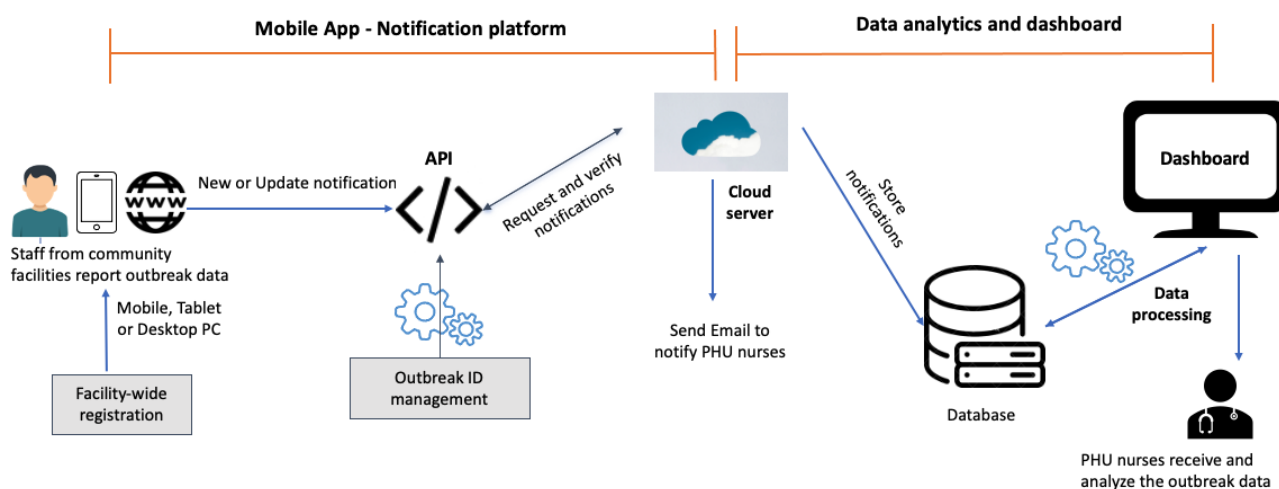 Mobile App - Notification platform
Data analytics and dashboard
API
New or Update notification
WWW
Request and verify
notifications
Cloud
server
Store
notifications
Dashboard
Staff from community
facilities report outbreak data
Mobile, Tablet
or Desktop PC
Facility-wide
registration
Outbreak ID
management
Send Email to
notify PHU nurses
Database
Data
processing
PHU nurses receive and
analyze the outbreak data